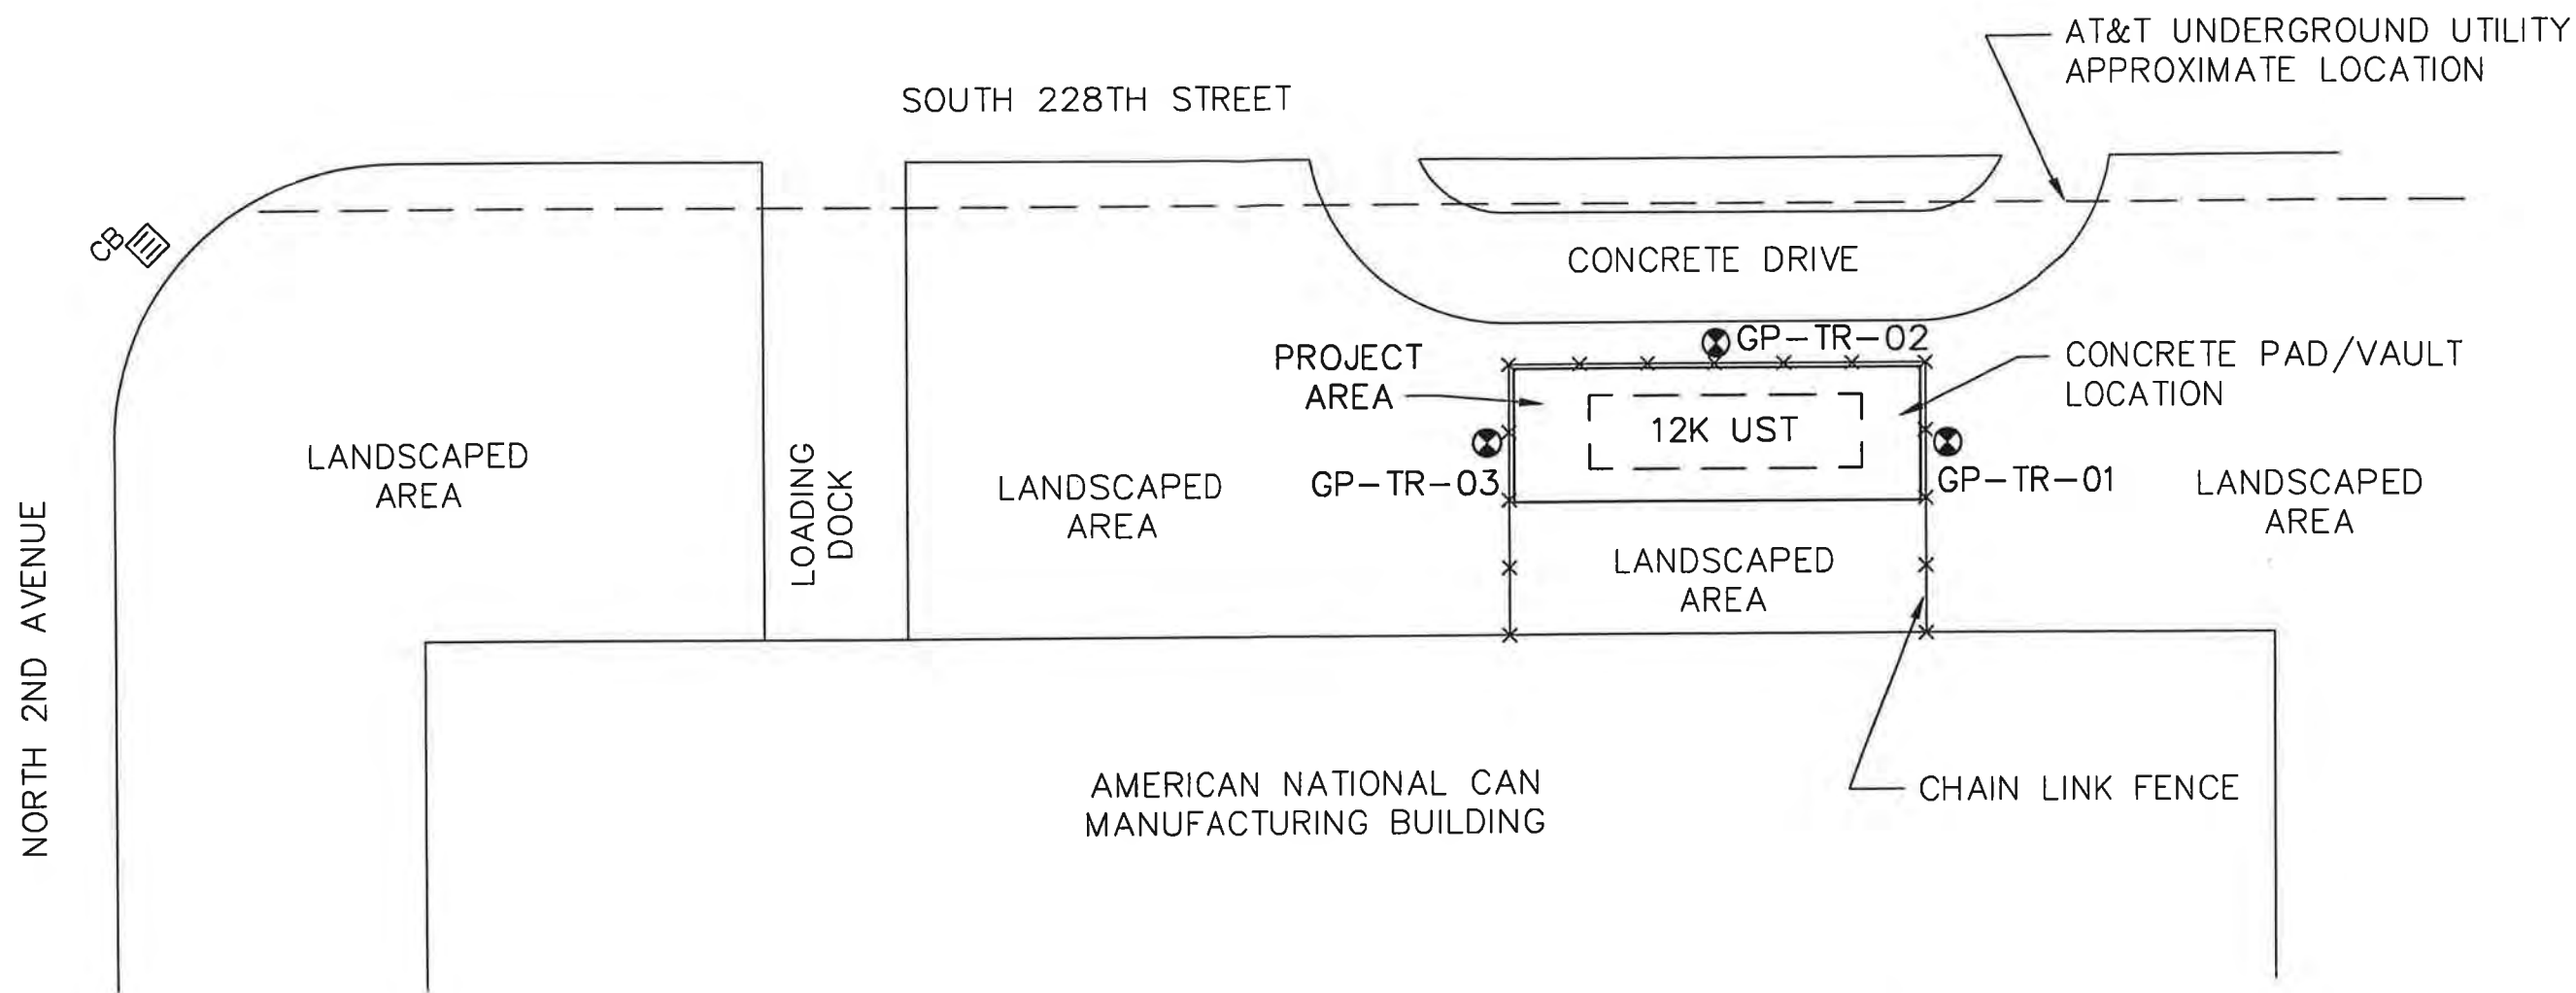 AT&T UNDERGROUND UTILITY
APPROXIMATE LOCATION
SOUTH 228TH STREET
CB
CONCRETE DRIVE
GP-TR-02
PROJECT
AREA
CONCRETE PAD/VAULT
LOCATION
12K UST
LANDSCAPED
AREA
LOADING
DOCK
LANDSCAPED
AREA
GP-TR-03
GP-TR-01
LANDSCAPED
AREA
LANDSCAPED
AREA
NORTH 2ND AVENUE
AMERICAN NATIONAL CAN
MANUFACTURING BUILDING
CHAIN LINK FENCE